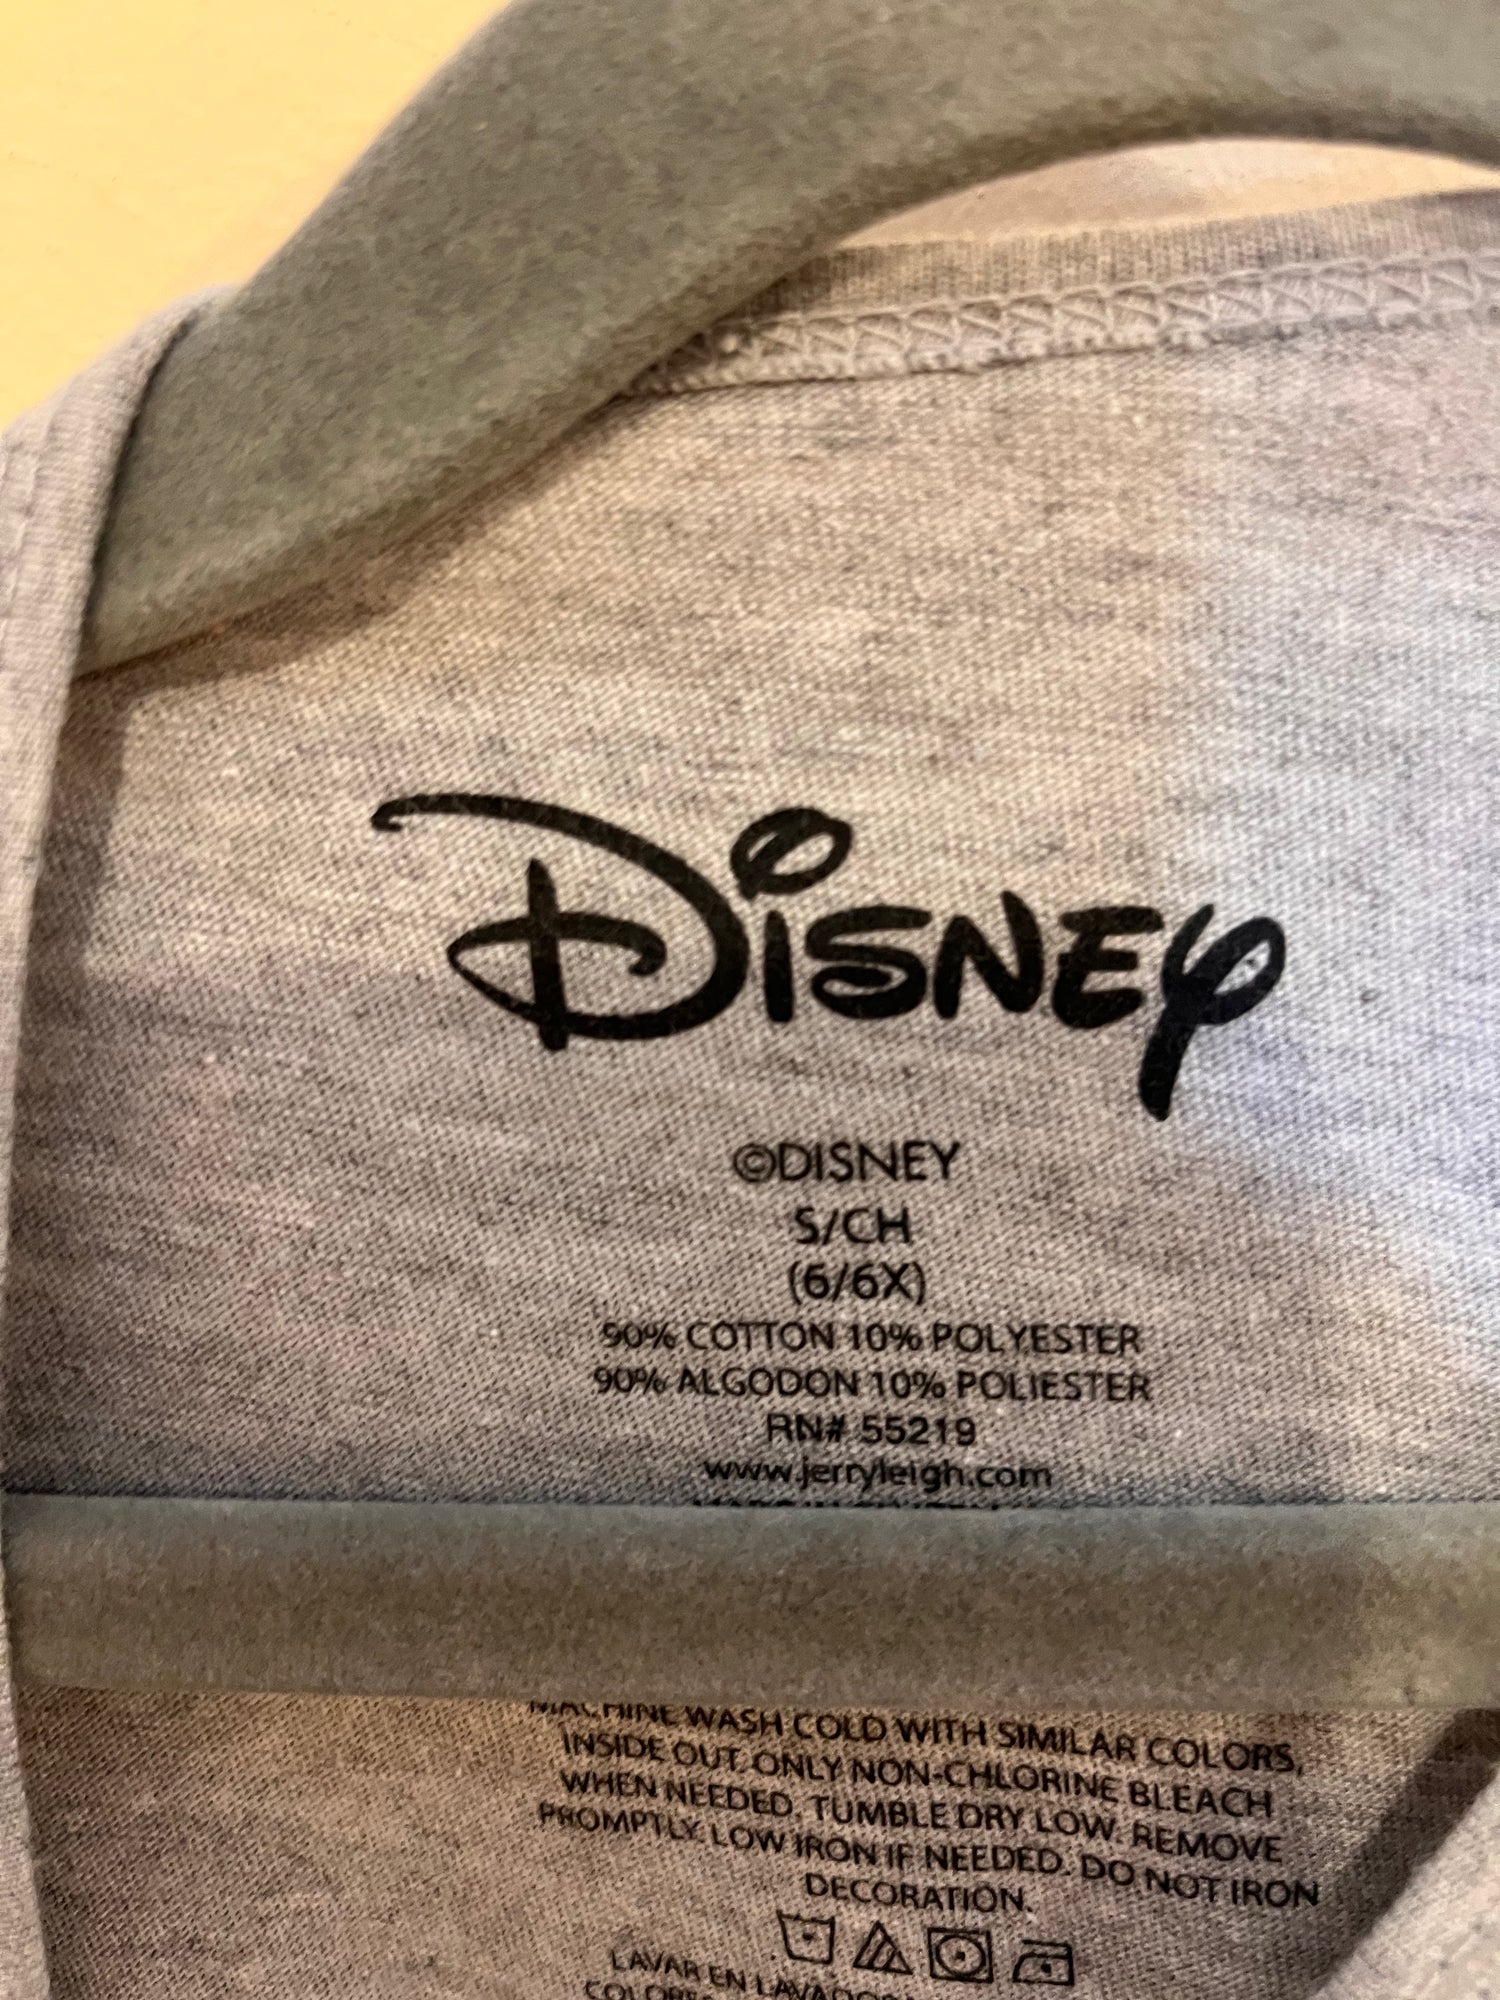 Disney
©DISNEY
S/CH
(6/6X)
90% COTTON 10% POLYESTER
90% ALGODON 10% POLIESTER
RN# 55219
www.jerryleigh.com
MACHINE WASH COLD WITH SIMILAR COLORS,
INSIDE OUT. ONLY NON-CHLORINE BLEACH
WHEN NEEDED. TUMBLE DRY LOW. REMOVE
PROMPTLY. LOW IRON IF NEEDED. DO NOT IRON
DECORATION.
LAVAR EN